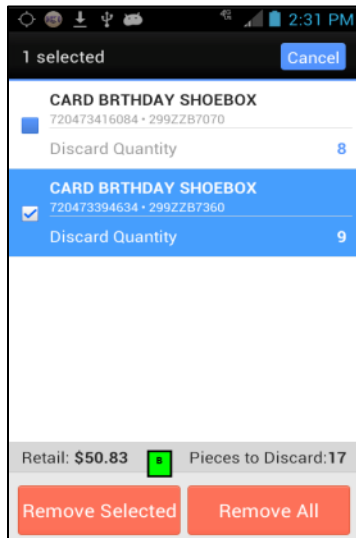 4G 2:31 PM
1 selected Cancel
CARD BRTHDAY SHOEBOX
720473416084 • 299ZZB7070
Discard Quantity 8
CARD BRTHDAY SHOEBOX
720473394634 • 299ZZB7360
Discard Quantity 9
Retail: $50.83 B Pieces to Discard:17
Remove Selected Remove All